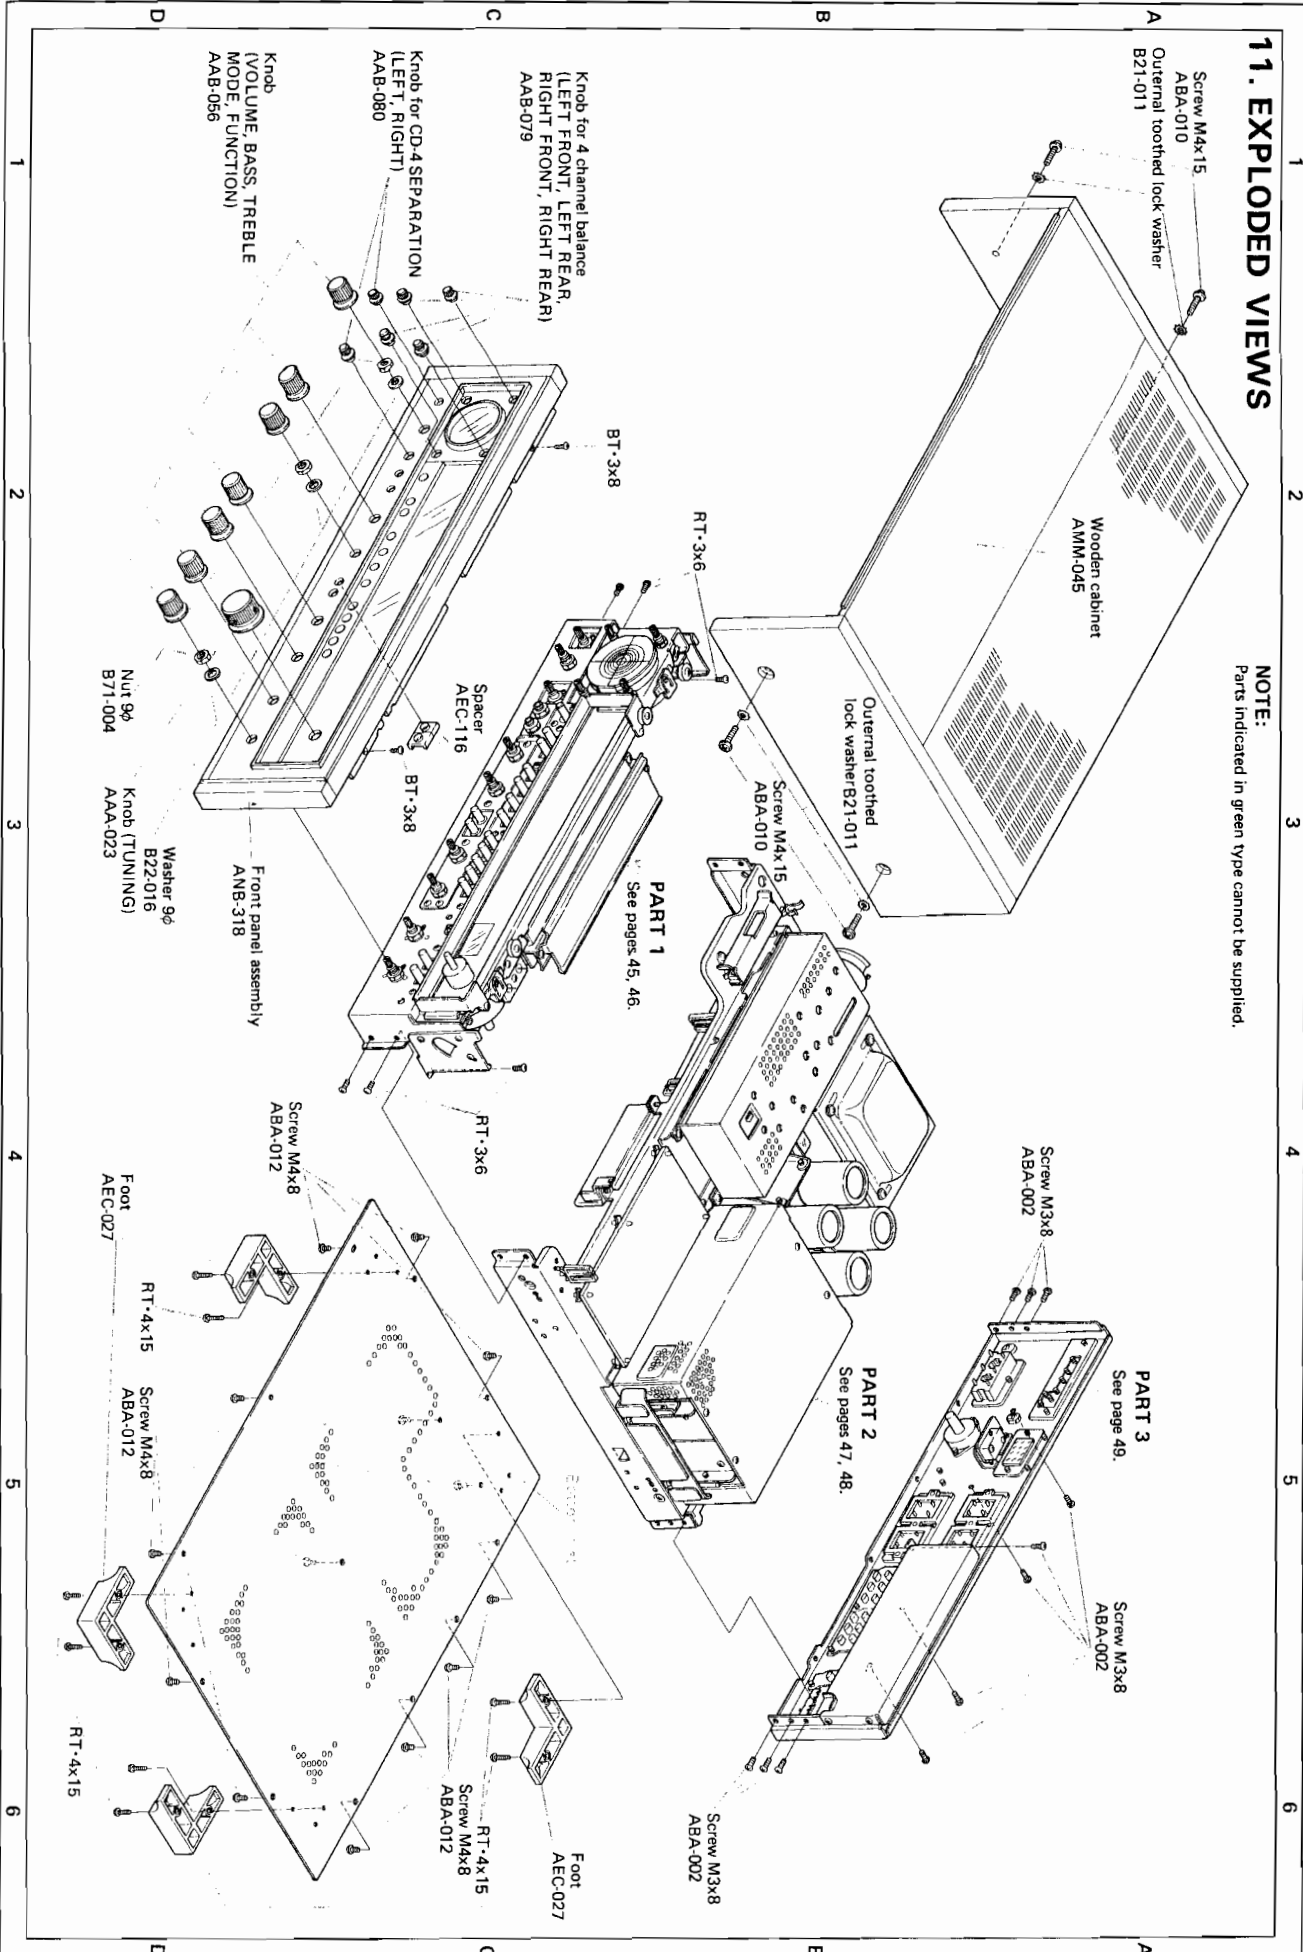 11. EXPLODED VIEWS
NOTE:
Parts indicated in green type cannot be supplied.
1
2
3
4
5
6
A
B
C
D
Screw M4x15
ABA-010
Outernal toothed lock washer
B21-011
Wooden cabinet
AMM-045
Outernal toothed
lock washer B21-011
Screw M4x15
ABA-010
Knob for 4 channel balance
(LEFT FRONT, LEFT REAR,
RIGHT FRONT, RIGHT REAR)
AAB-079
Knob for CD-4 SEPARATION
(LEFT, RIGHT)
AAB-080
Knob
(VOLUME, BASS, TREBLE
MODE, FUNCTION)
AAB-056
BT·3x8
RT·3x6
Spacer
AEC-116
BT·3x8
Nut 9φ
B71-004
Washer 9φ
B22-016
Knob (TUNING)
AAA-023
Front panel assembly
ANB-318
PART 1
See pages 45, 46.
RT·3x6
PART 2
See pages 47, 48.
PART 3
See page 49.
Screw M3x8
ABA-002
Screw M3x8
ABA-002
Screw M3x8
ABA-002
Screw M4x8
ABA-012
Foot
AEC-027
RT·4x15
Screw M4x8
ABA-012
RT·4x15
RT·4x15
Screw M4x8
ABA-012
Foot
AEC-027
1
2
3
4
5
6
A
B
C
D